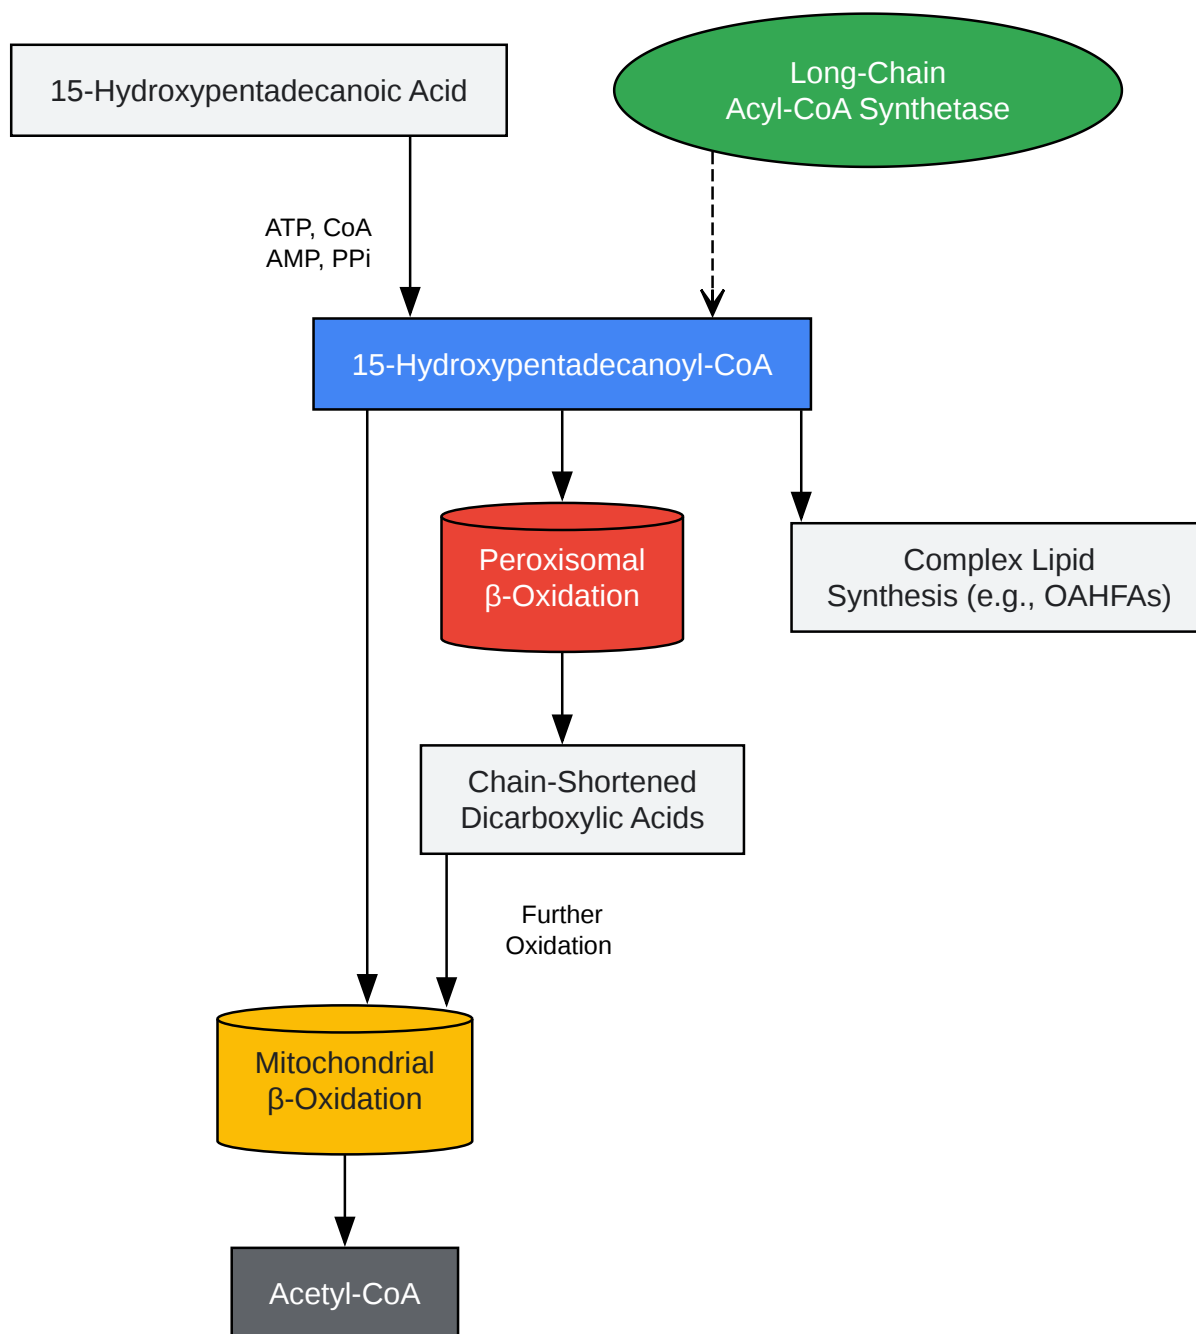 15-Hydroxypentadecanoic Acid
Long-Chain
Acyl-CoA Synthetase
ATP, CoA
AMP, PPi
15-Hydroxypentadecanoyl-CoA
Peroxisomal
β-Oxidation
Complex Lipid
Synthesis (e.g., OAHFAs)
Chain-Shortened
Dicarboxylic Acids
Further
Oxidation
Mitochondrial
β-Oxidation
Acetyl-CoA